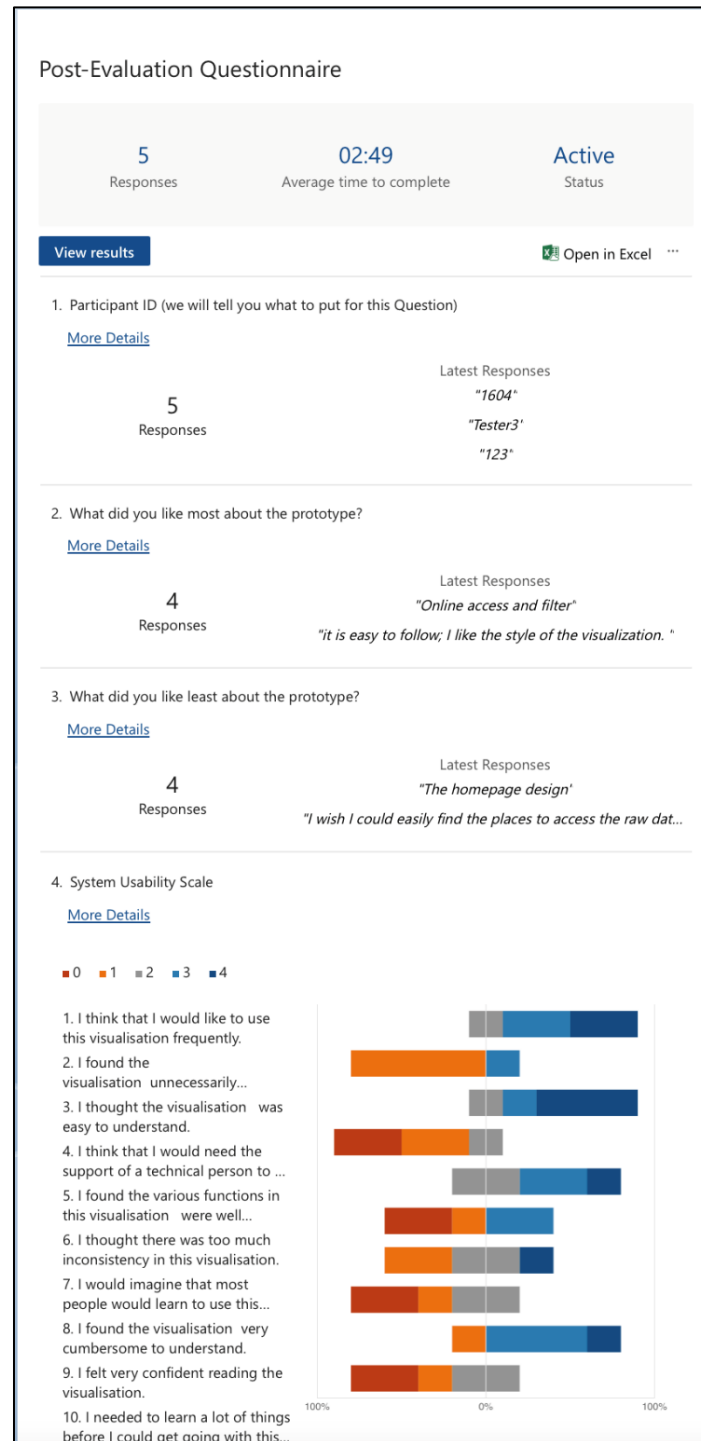 Post-Evaluation Questionnaire
5
Responses
02:49
Average time to complete
Active
Status
View results
Open in Excel ...
1. Participant ID (we will tell you what to put for this Question)
More Details
5
Responses
Latest Responses
"1604"
"Tester3'
"123"
2. What did you like most about the prototype?
More Details
4
Responses
Latest Responses
"Online access and filter"
"it is easy to follow; I like the style of the visualization. "
3. What did you like least about the prototype?
More Details
4
Responses
Latest Responses
"The homepage design'
"I wish I could easily find the places to access the raw dat...
4. System Usability Scale
More Details
0 1 2 3 4
1. I think that I would like to use
this visualisation frequently.
2. I found the
visualisation unnecessarily...
3. I thought the visualisation was
easy to understand.
4. I think that I would need the
support of a technical person to ...
5. I found the various functions in
this visualisation were well...
6. I thought there was too much
inconsistency in this visualisation.
7. I would imagine that most
people would learn to use this...
8. I found the visualisation very
cumbersome to understand.
9. I felt very confident reading the
visualisation.
10. I needed to learn a lot of things
before I could get going with this...
100% 0% 100%